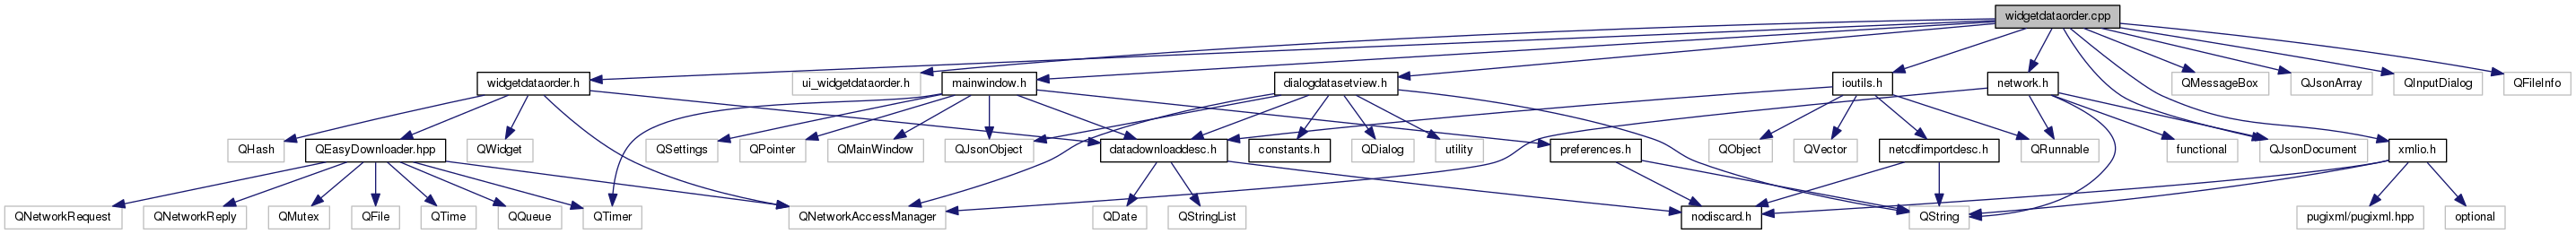 widgetdataorder.cpp
widgetdataorder.h
ui_widgetdataorder.h
mainwindow.h
dialogdatasetview.h
ioutils.h
network.h
QMessageBox
QJsonArray
QInputDialog
QFileInfo
QHash
QEasyDownloader.hpp
QWidget
QSettings
QPointer
QMainWindow
QJsonObject
datadownloaddesc.h
constants.h
QDialog
utility
preferences.h
QObject
QVector
netcdfimportdesc.h
QRunnable
functional
QJsonDocument
xmlio.h
QNetworkRequest
QNetworkReply
QMutex
QFile
QTime
QQueue
QTimer
QNetworkAccessManager
QDate
QStringList
nodiscard.h
QString
pugixml/pugixml.hpp
optional